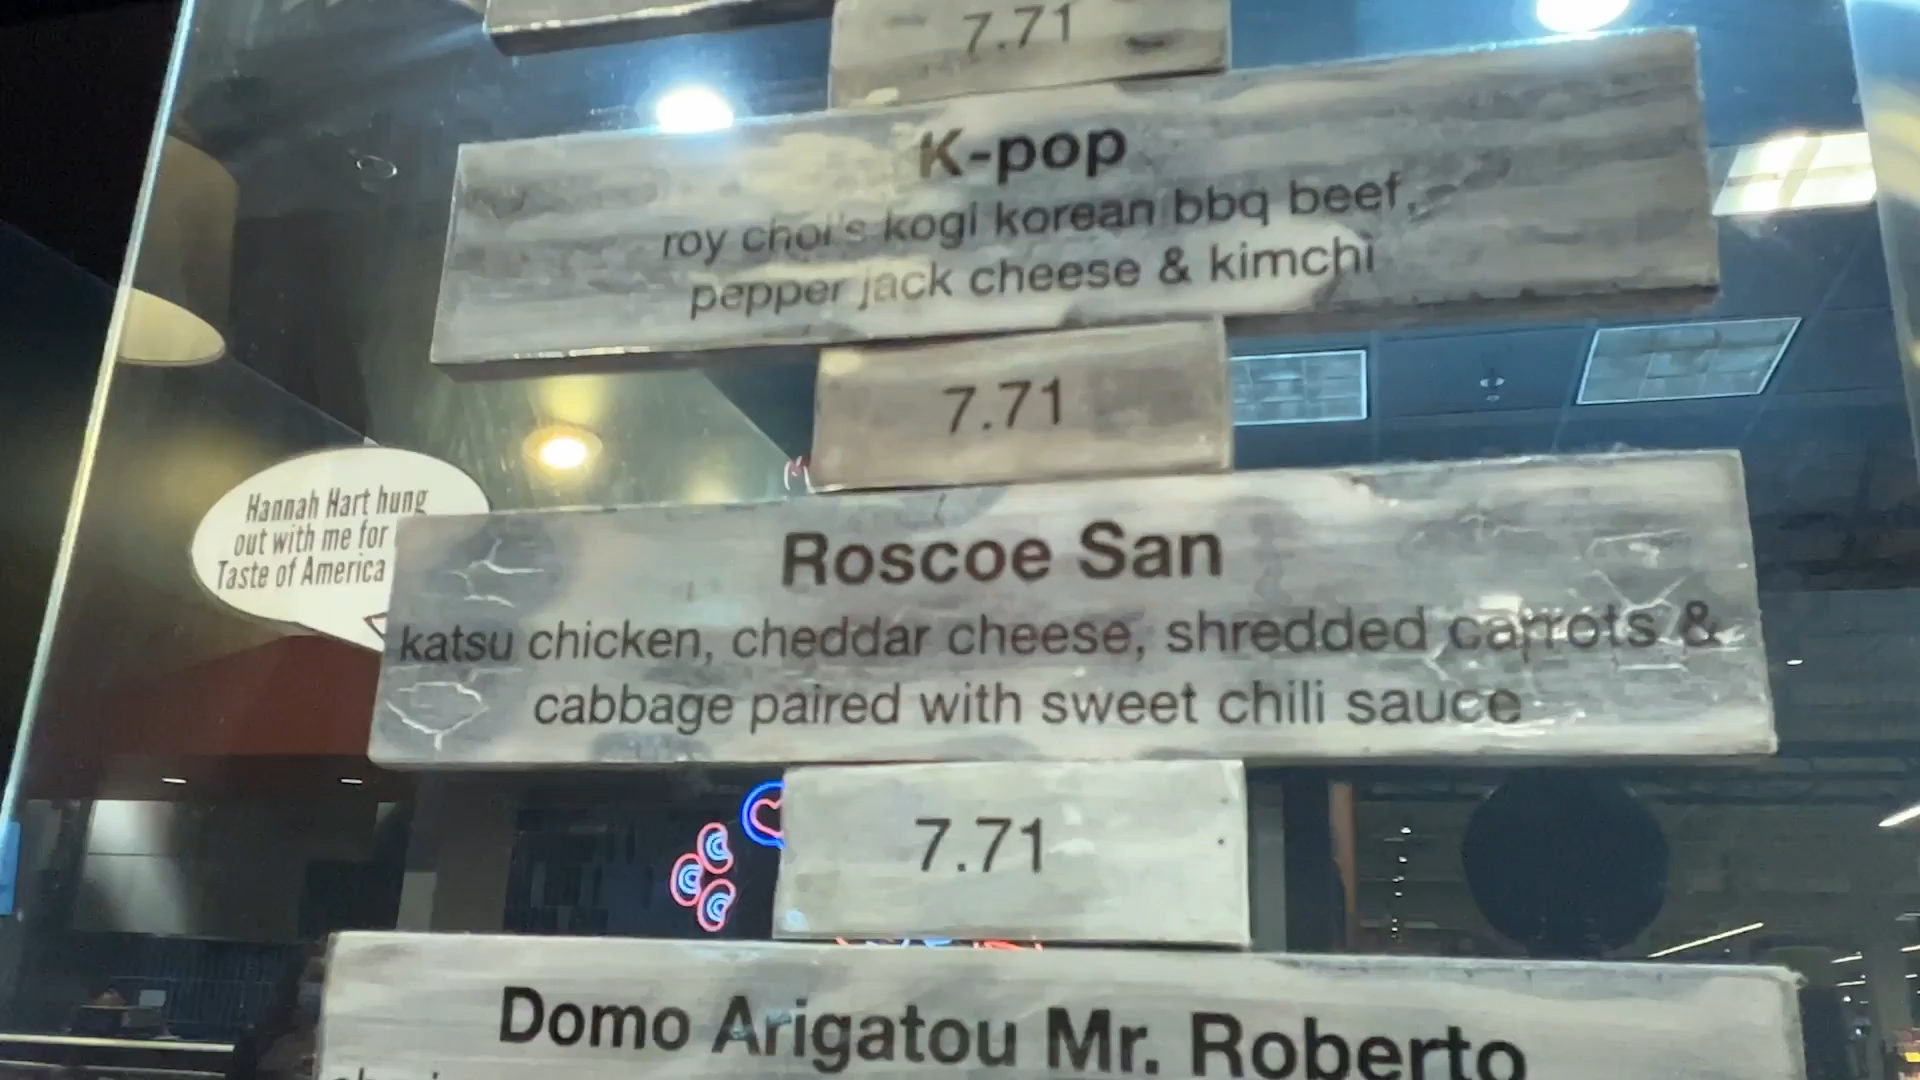 7.71
K-pop
roy choi's kogi korean bbq beef,
pepper jack cheese & kimchi
7.71
Hannah Hart hung
out with me for
Taste of America
Roscoe San
katsu chicken, cheddar cheese, shredded carrots &
cabbage paired with sweet chili sauce
7.71
Domo Arigatou Mr. Roberto